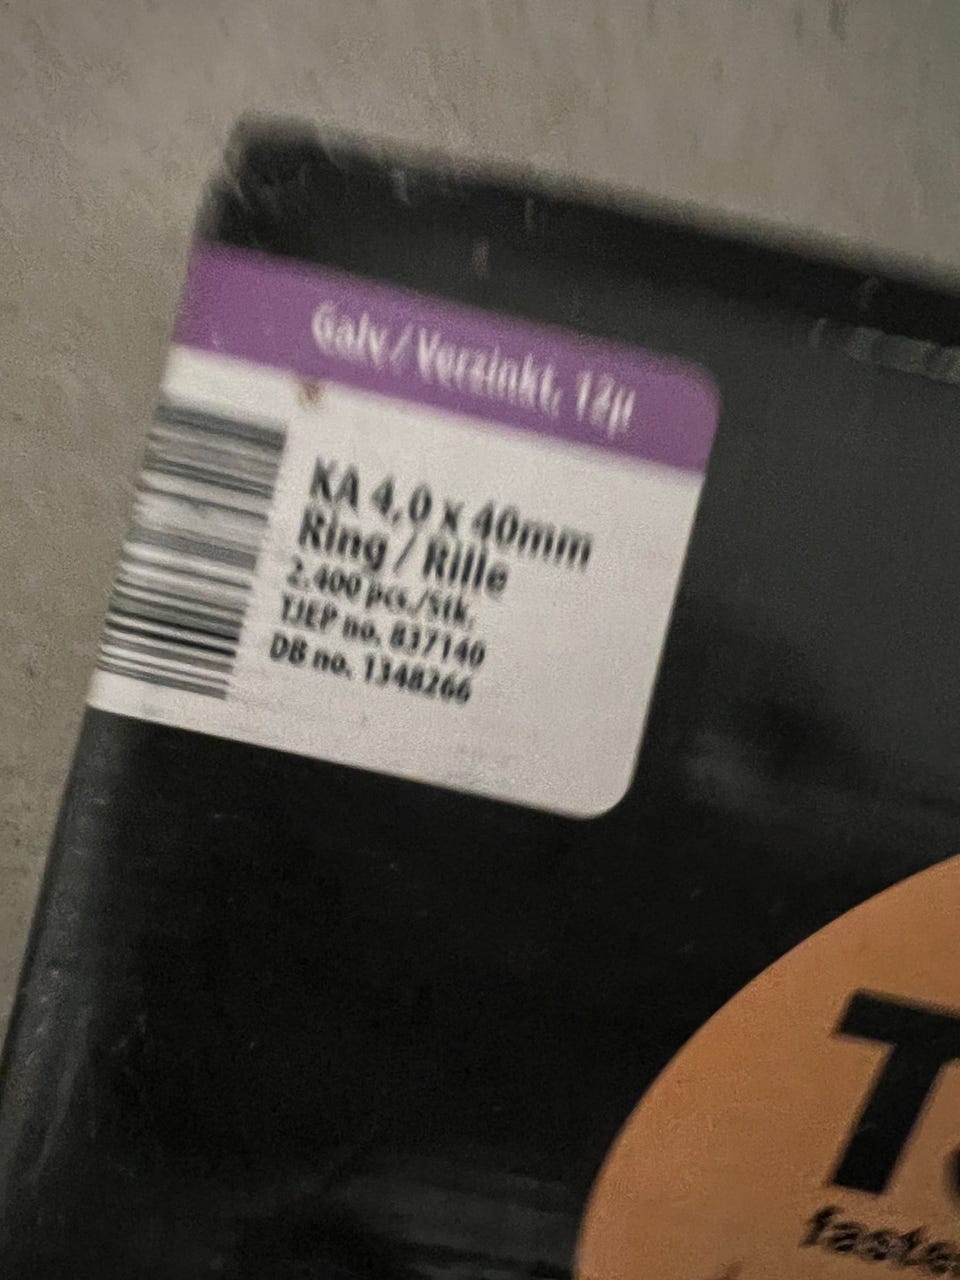 Galv / Verzinkt, 12µ
KA 4,0 x 40mm
Ring / Rille
2.400 pcs./Stk.
TJEP no. 837140
DB no. 1348266